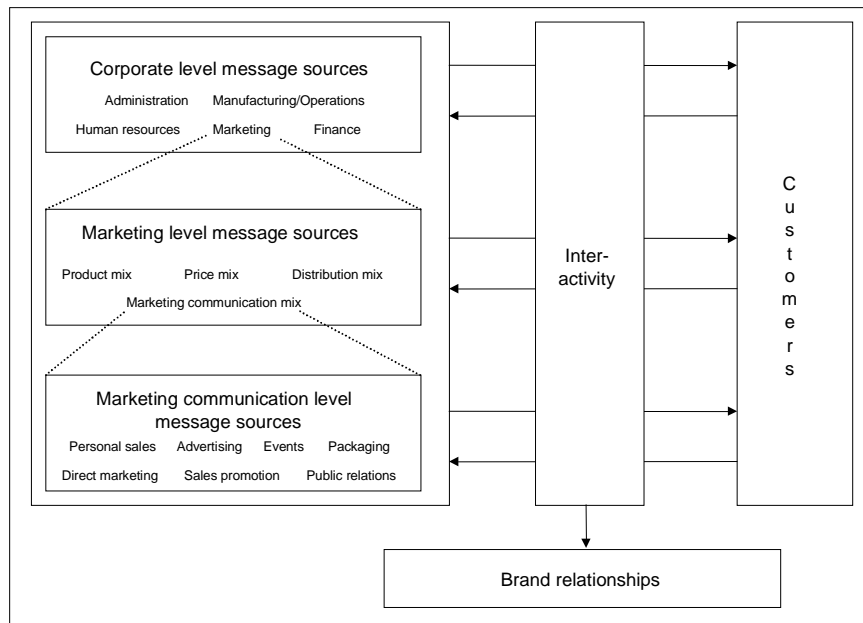 Corporate level message sources
Administration Manufacturing/Operations
Human resources Marketing Finance
Marketing level message sources
Product mix Price mix Distribution mix
Marketing communication mix
Marketing communication level
message sources
Personal sales Advertising Events Packaging
Direct marketing Sales promotion Public relations
Inter-
activity
Customers
Brand relationships